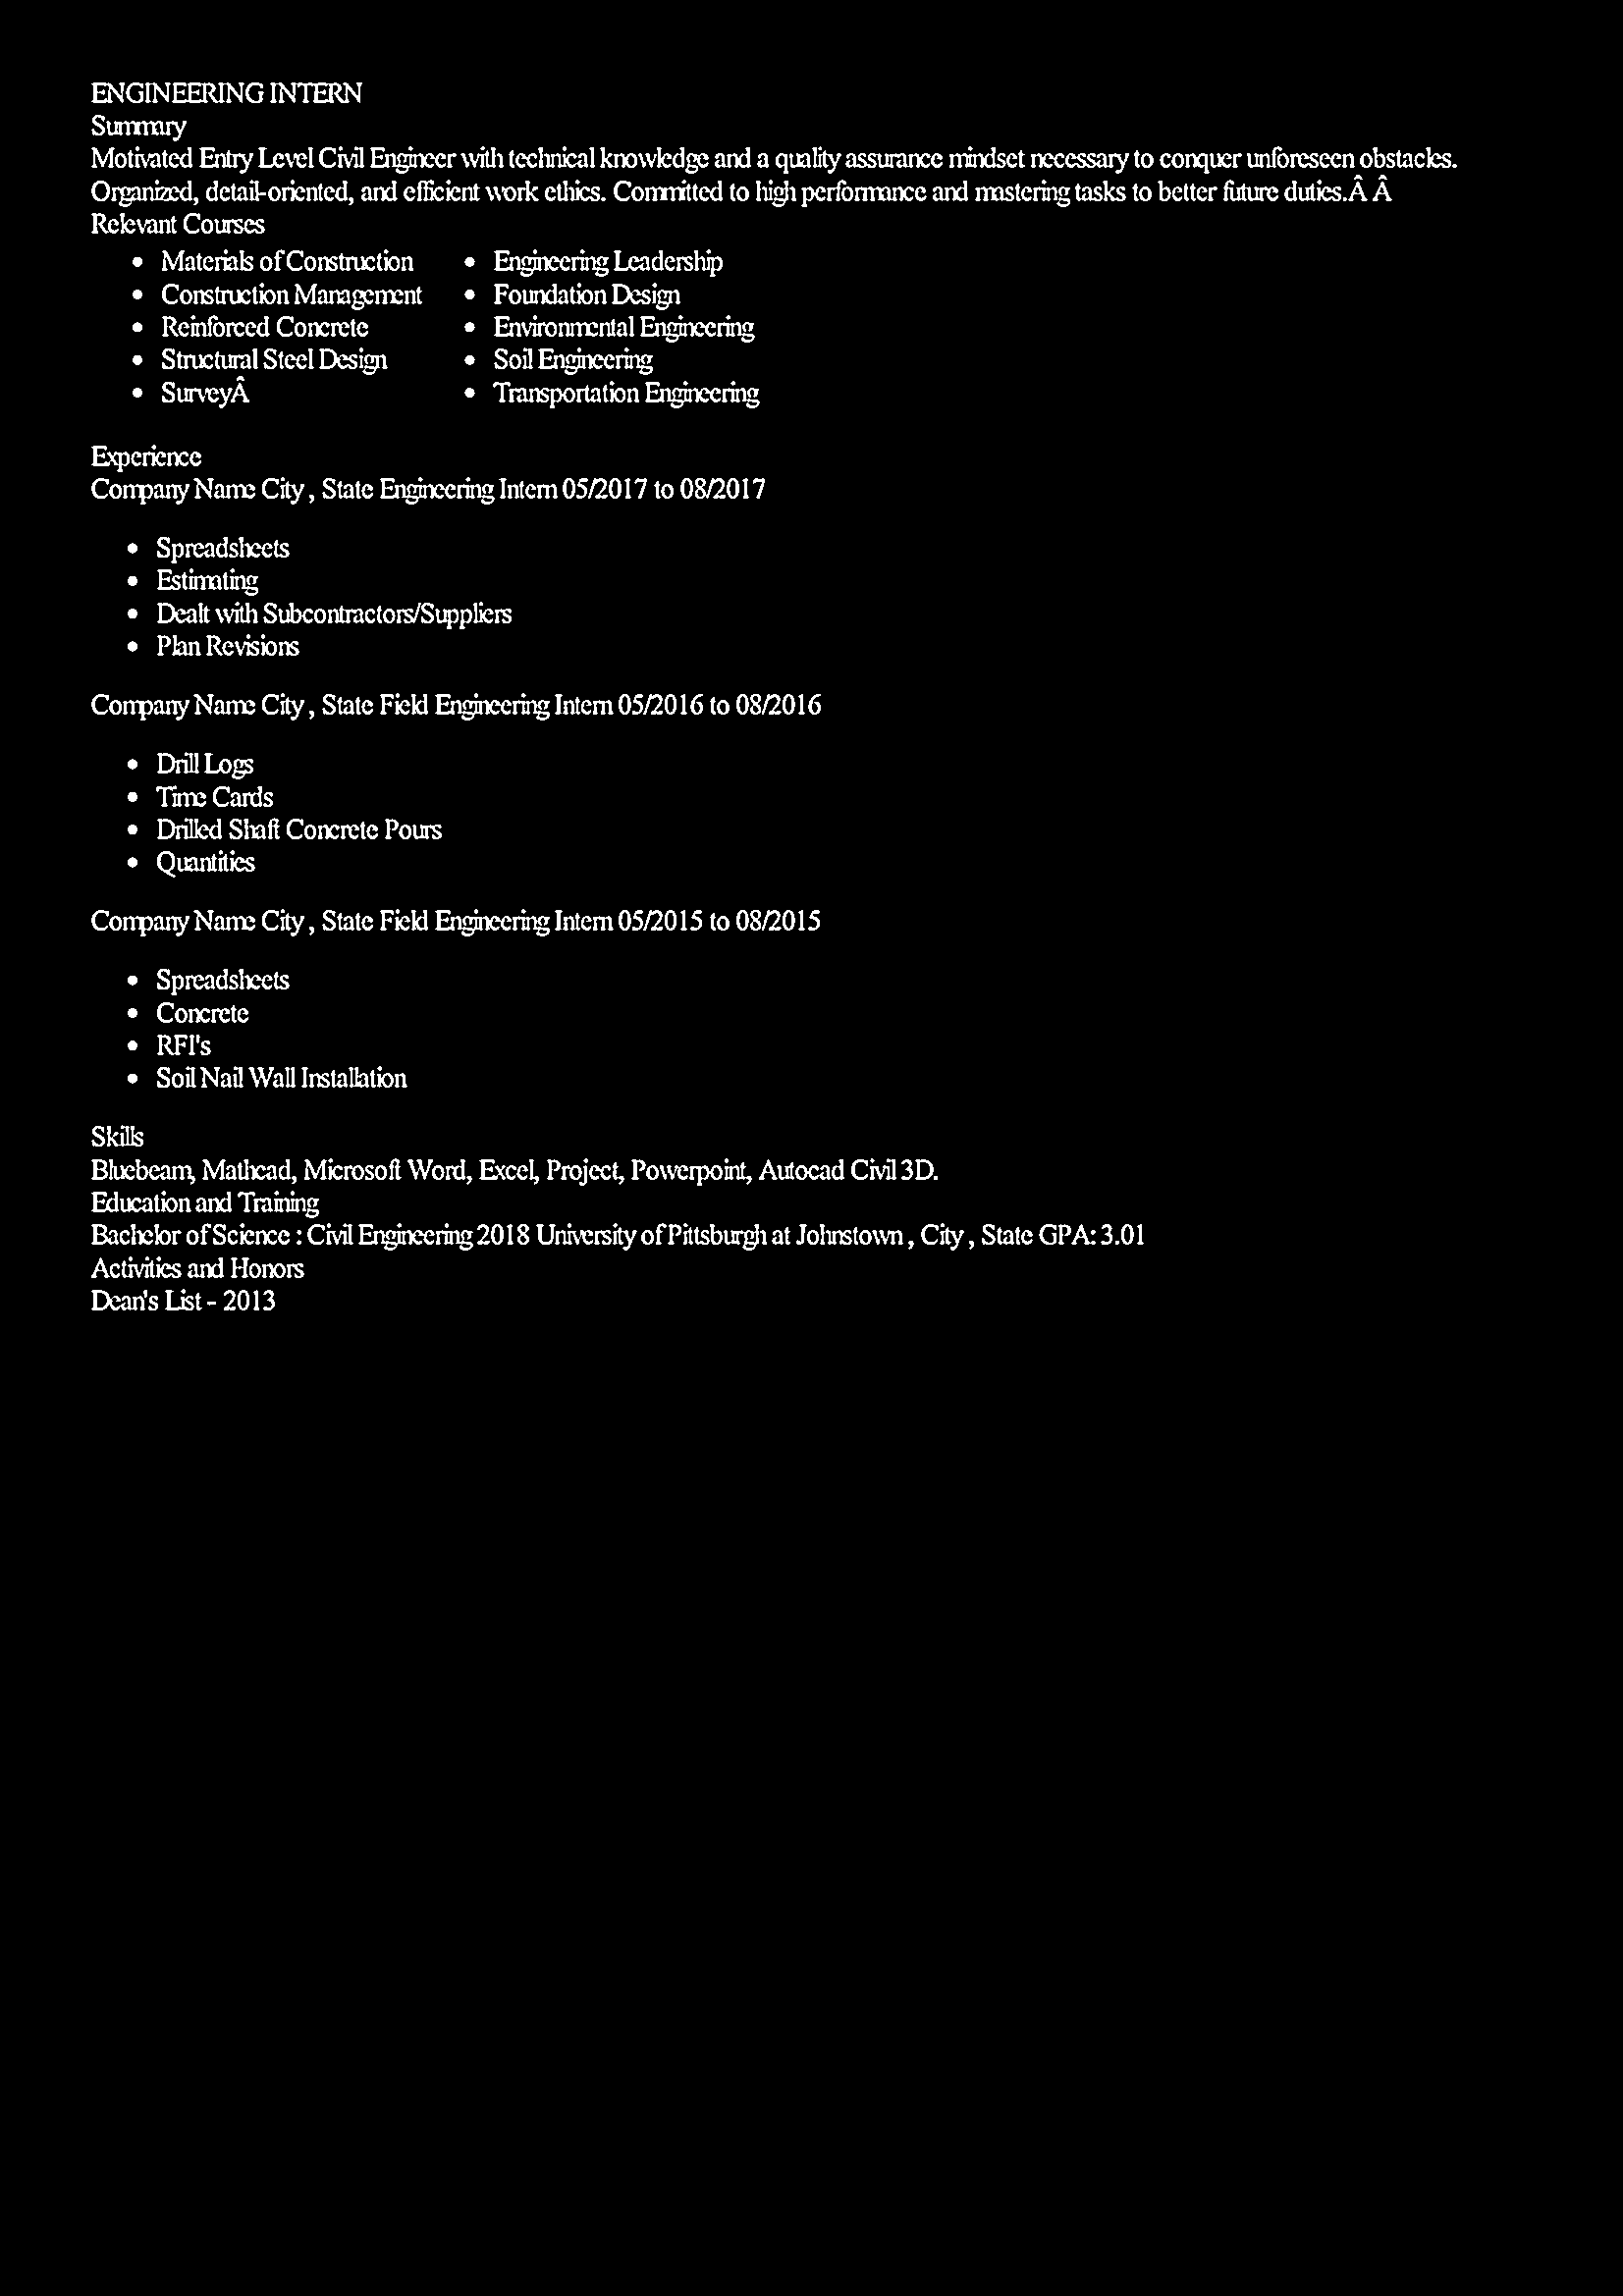 ENGINEERING INTERN
Summary
Motivated Entry Level Civil Engineer with technical knowledge and a quality assurance mindset necessary to conquer unforeseen obstacles.
Organized, detail-oriented, and efficient work ethics. Committed to high performance and mastering tasks to better future duties.Â Â
Relevant Courses
• Materials of Construction
• Construction Management
• Reinforced Concrete
• Structural Steel Design
• SurveyÂ
• Engineering Leadership
• Foundation Design
• Environmental Engineering
• Soil Engineering
• Transportation Engineering
Experience
Company Name City , State Engineering Intern 05/2017 to 08/2017
• Spreadsheets
• Estimating
• Dealt with Subcontractors/Suppliers
• Plan Revisions
Company Name City , State Field Engineering Intern 05/2016 to 08/2016
• Drill Logs
• Time Cards
• Drilled Shaft Concrete Pours
• Quantities
Company Name City , State Field Engineering Intern 05/2015 to 08/2015
• Spreadsheets
• Concrete
• RFI's
• Soil Nail Wall Installation
Skills
Bluebeam, Mathcad, Microsoft Word, Excel, Project, Powerpoint, Autocad Civil 3D.
Education and Training
Bachelor of Science : Civil Engineering 2018 University of Pittsburgh at Johnstown , City , State GPA: 3.01
Activities and Honors
Dean's List - 2013